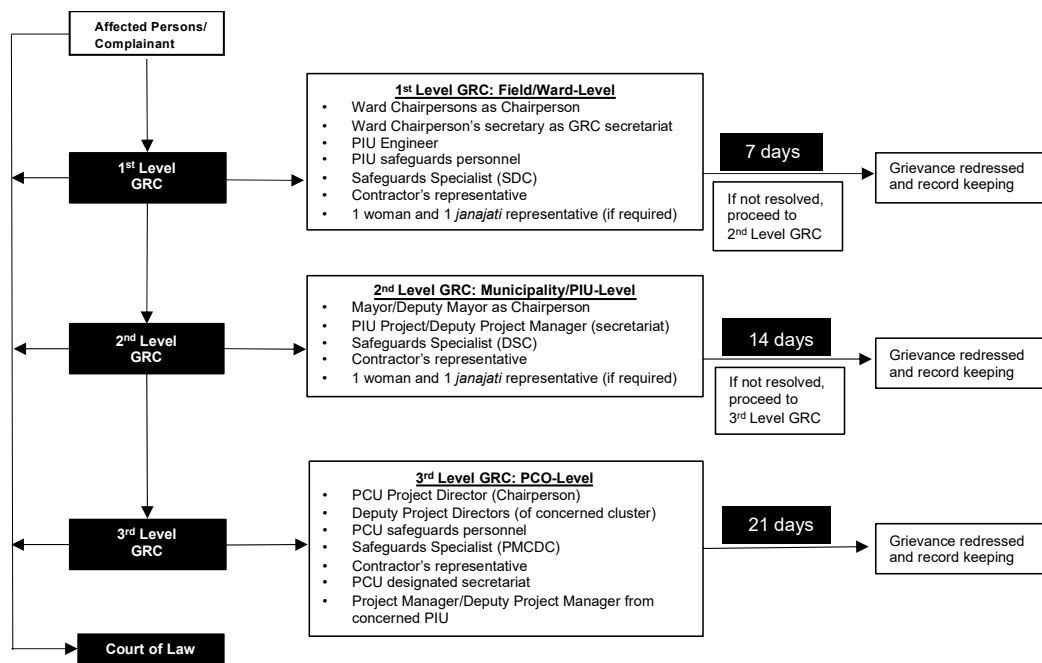 Affected Persons/
Complainant
1st Level GRC: Field/Ward-Level
• Ward Chairpersons as Chairperson
• Ward Chairperson's secretary as GRC secretariat
• PIU Engineer
• PIU safeguards personnel
• Safeguards Specialist (SDC)
• Contractor's representative
• 1 woman and 1 janajati representative (if required)
1st Level
GRC
7 days
If not resolved,
proceed to
2nd Level GRC
Grievance redressed
and record keeping
2nd Level GRC: Municipality/PIU-Level
• Mayor/Deputy Mayor as Chairperson
• PIU Project/Deputy Project Manager (secretariat)
• Safeguards Specialist (DSC)
• Contractor's representative
• 1 woman and 1 janajati representative (if required)
2nd Level
GRC
14 days
If not resolved,
proceed to
3rd Level GRC
Grievance redressed
and record keeping
3rd Level GRC: PCO-Level
• PCU Project Director (Chairperson)
• Deputy Project Directors (of concerned cluster)
• PCU safeguards personnel
• Safeguards Specialist (PMCDC)
• Contractor's representative
• PCU designated secretariat
• Project Manager/Deputy Project Manager from
concerned PIU
3rd Level
GRC
21 days
Grievance redressed
and record keeping
Court of Law